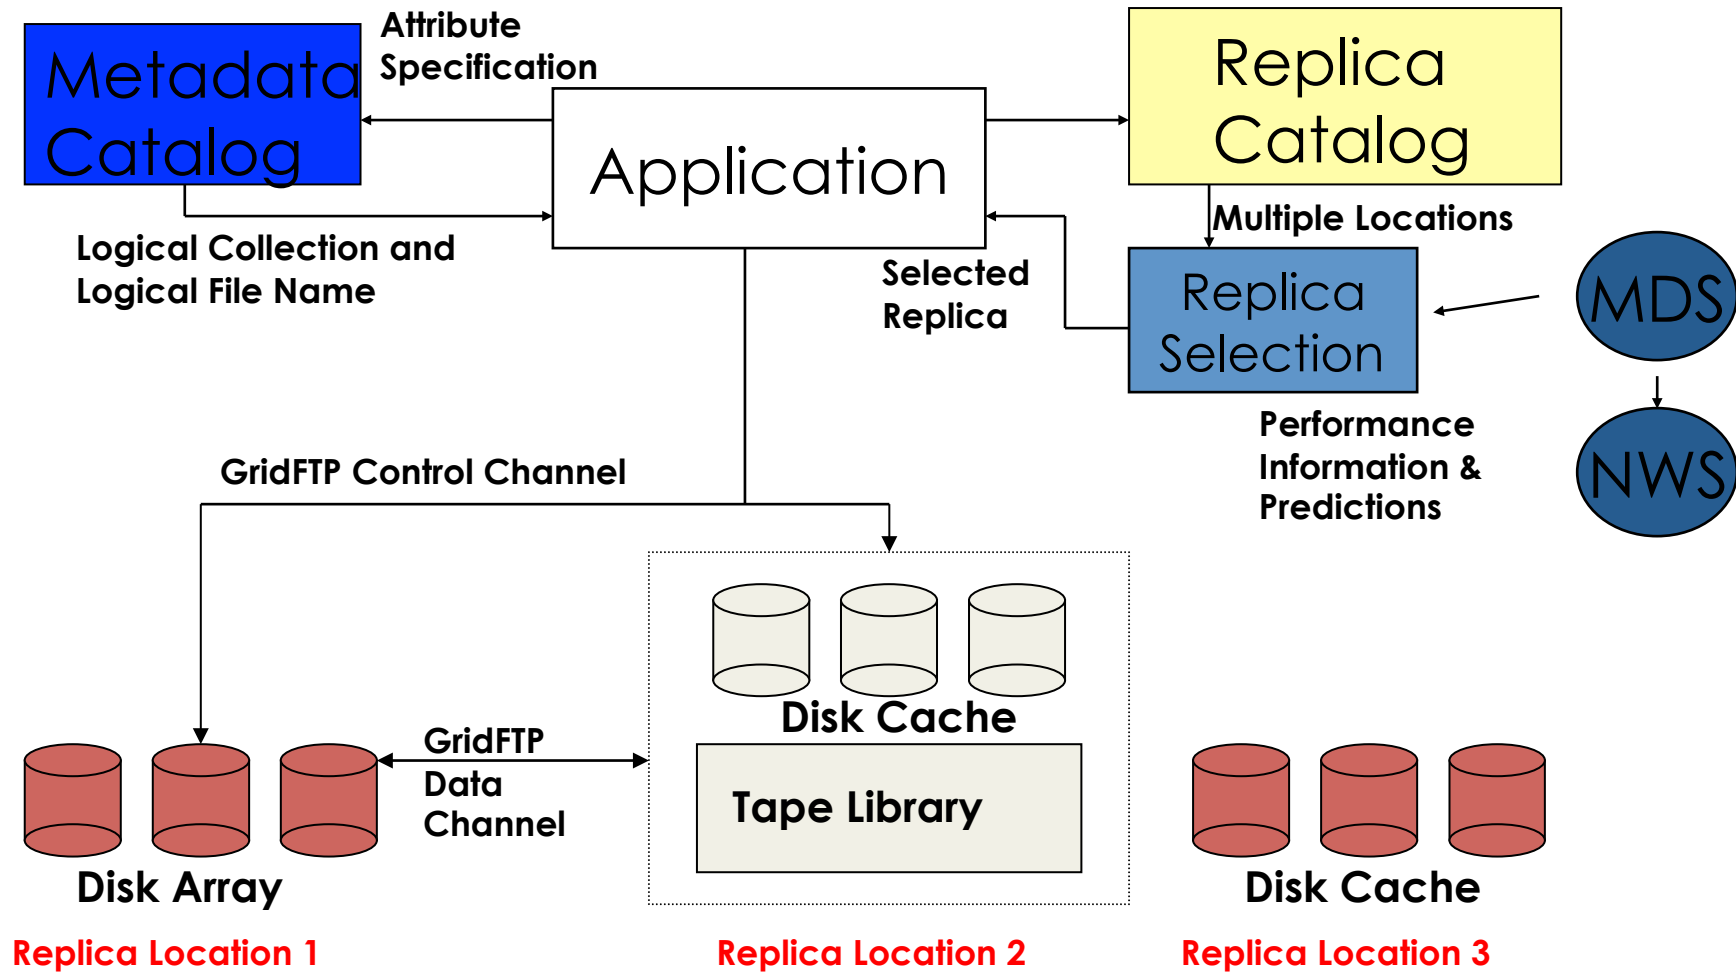 Attribute
Specification
Metadata
Catalog
Application
Replica
Catalog
Multiple Locations
Logical Collection and
Logical File Name
Selected
Replica
Replica
Selection
MDS
Performance
Information &
Predictions
NWS
GridFTP Control Channel
Disk Cache
GridFTP
Data
Channel
Tape Library
Disk Array
Disk Cache
Replica Location 1
Replica Location 2
Replica Location 3